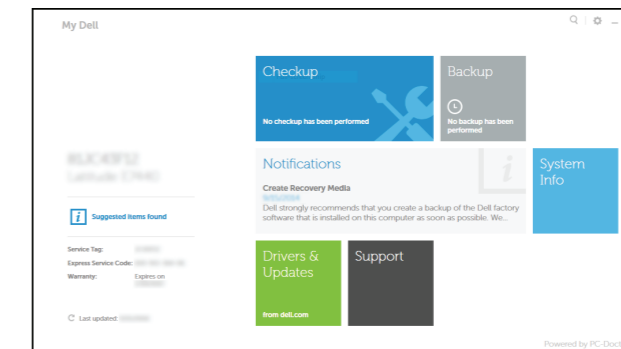 My Dell
Checkup
No checkup has been performed
Backup
No backup has been
performed
Notifications
Create Recovery Media
Dell strongly recommends that you create a backup of the Dell factory
software that is installed on this computer as soon as possible. We...
System
Info
Suggested items found
Service Tag:
Express Service Code:
Warranty: Expires on
Last updated:
Drivers &
Updates
from dell.com
Support
Powered by PC-Doct